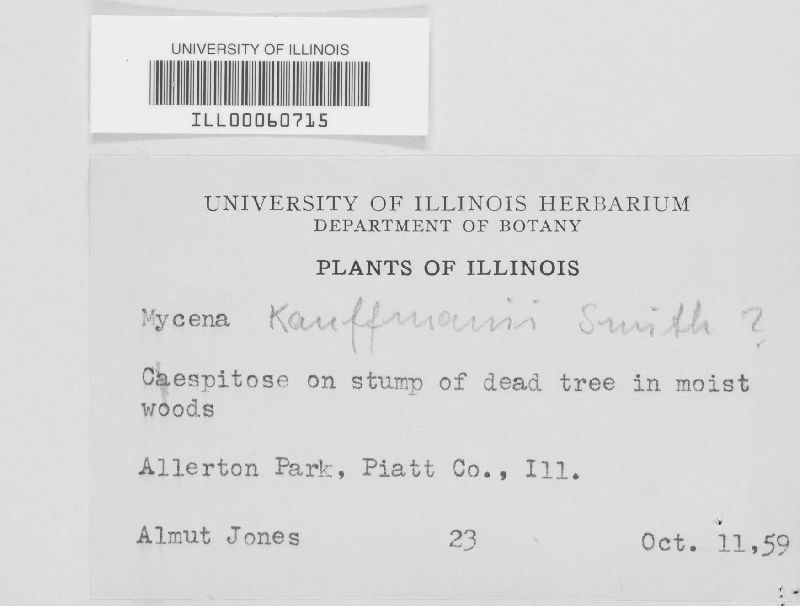 UNIVERSITY OF ILLINOIS
ILL00060715
UNIVERSITY OF ILLINOIS HERBARIUM
DEPARTMENT OF BOTANY
PLANTS OF ILLINOIS
Mycena Kauffmanii Smith ?
Caespitose on stump of dead tree in moist
woods
Allerton Park, Piatt Co., Ill.
Almut Jones 23 Oct. 11,59